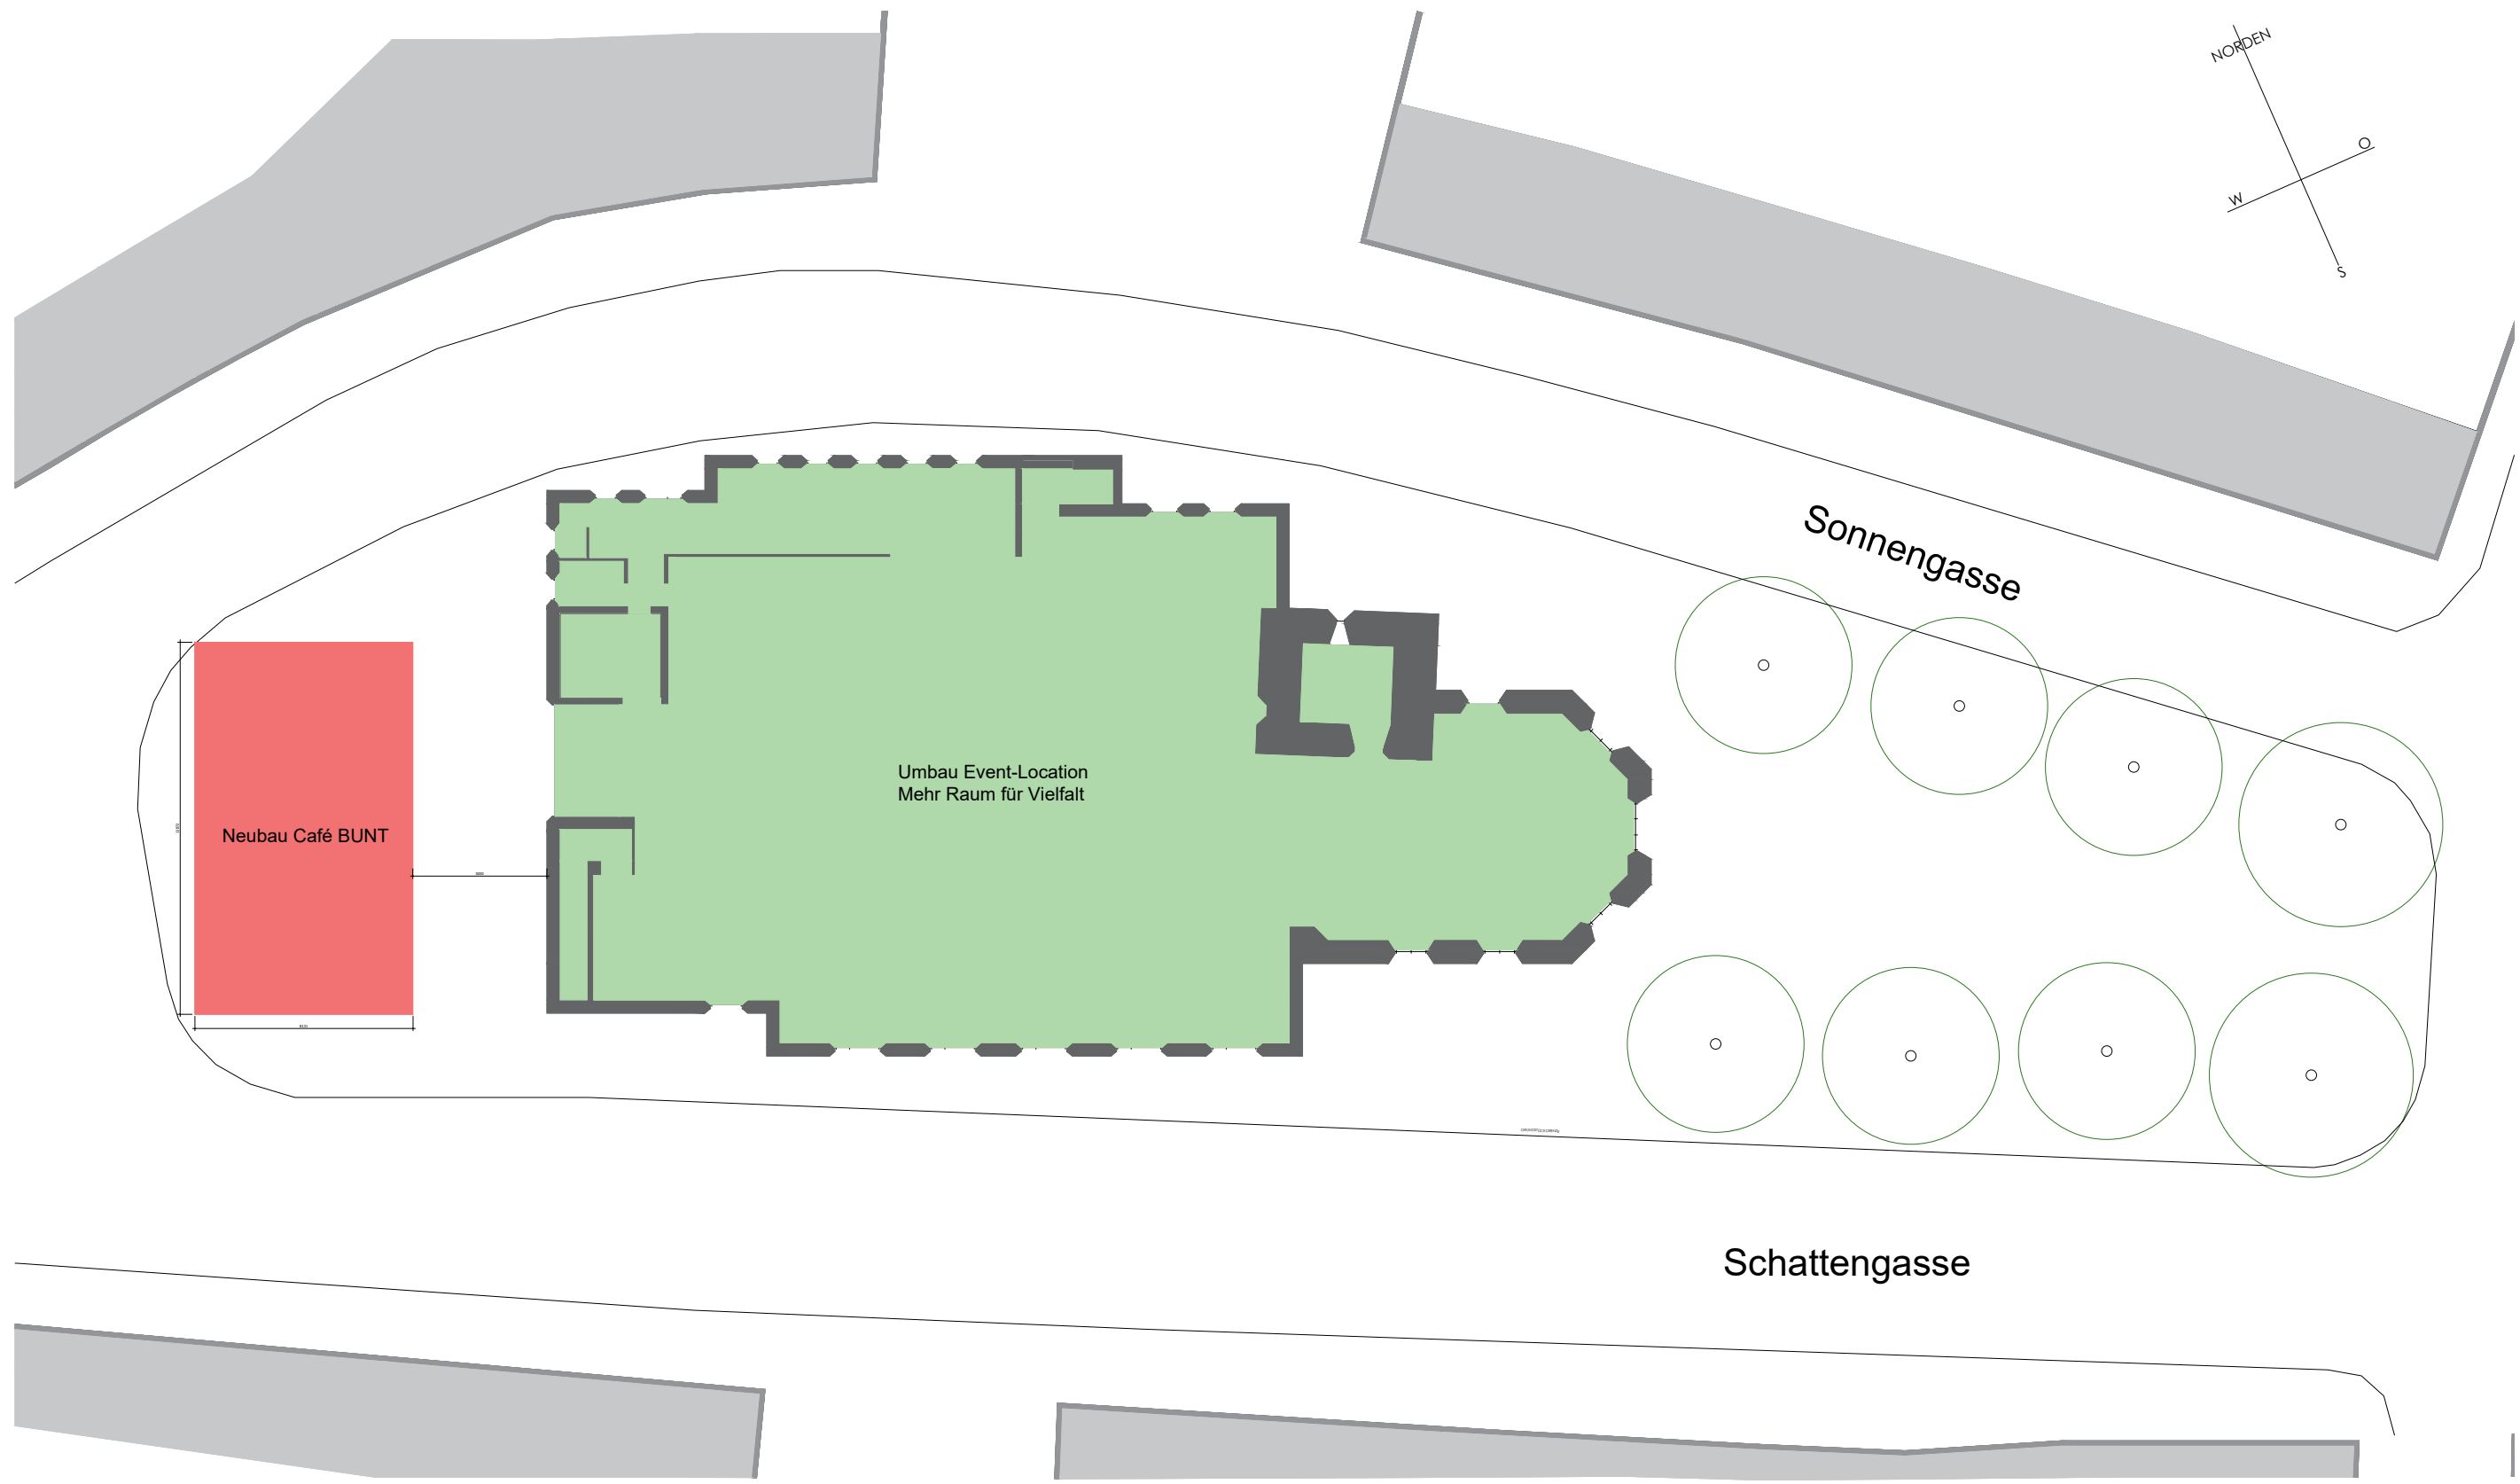 NORDEN
O
W
S
Sonnengasse
Umbau Event-Location
Mehr Raum für Vielfalt
Neubau Café BUNT
Schattengasse